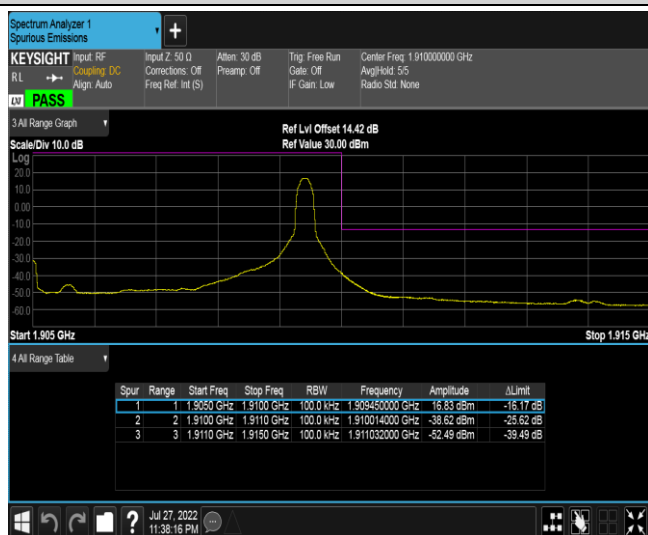 Spectrum Analyzer 1
Spurious Emissions
+
KEYSIGHT Input: RF Input Z: 50 Ω Atten: 30 dB Trig: Free Run Center Freq: 1.910000000 GHz
RL Coupling: DC Corrections: Off Preamp: Off Gate: Off Avg|Hold: 5/5
Align: Auto Freq Ref: Int (S) IF Gain: Low Radio Std: None
LXI PASS
3 All Range Graph
Ref Lvl Offset 14.42 dB
Scale/Div 10.0 dB Ref Value 30.00 dBm
Log
20.0
10.0
0.00
-10.0
-20.0
-30.0
-40.0
-50.0
-60.0
Start 1.905 GHz Stop 1.915 GHz
4 All Range Table
Spur Range Start Freq Stop Freq RBW Frequency Amplitude ΔLimit
1 1 1.9050 GHz 1.9100 GHz 100.0 kHz 1.909450000 GHz 16.83 dBm -16.17 dB
2 2 1.9100 GHz 1.9110 GHz 100.0 kHz 1.910014000 GHz -38.62 dBm -25.62 dB
3 3 1.9110 GHz 1.9150 GHz 100.0 kHz 1.911032000 GHz -52.49 dBm -39.49 dB
? Jul 27, 2022
11:38:16 PM